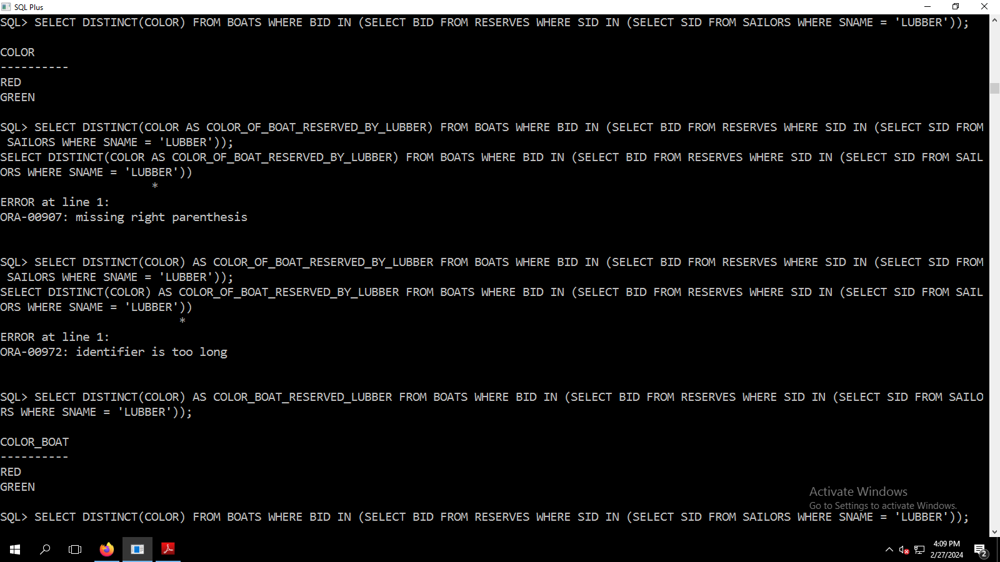 SQL Plus
SQL> SELECT DISTINCT(COLOR) FROM BOATS WHERE BID IN (SELECT BID FROM RESERVES WHERE SID IN (SELECT SID FROM SAILORS WHERE SNAME = 'LUBBER'));
COLOR
----------
RED
GREEN
SQL> SELECT DISTINCT(COLOR AS COLOR_OF_BOAT_RESERVED_BY_LUBBER) FROM BOATS WHERE BID IN (SELECT BID FROM RESERVES WHERE SID IN (SELECT SID FROM
 SAILORS WHERE SNAME = 'LUBBER'));
SELECT DISTINCT(COLOR AS COLOR_OF_BOAT_RESERVED_BY_LUBBER) FROM BOATS WHERE BID IN (SELECT BID FROM RESERVES WHERE SID IN (SELECT SID FROM SAIL
ORS WHERE SNAME = 'LUBBER'))
*
ERROR at line 1:
ORA-00907: missing right parenthesis
SQL> SELECT DISTINCT(COLOR) AS COLOR_OF_BOAT_RESERVED_BY_LUBBER FROM BOATS WHERE BID IN (SELECT BID FROM RESERVES WHERE SID IN (SELECT SID FROM
 SAILORS WHERE SNAME = 'LUBBER'));
SELECT DISTINCT(COLOR) AS COLOR_OF_BOAT_RESERVED_BY_LUBBER FROM BOATS WHERE BID IN (SELECT BID FROM RESERVES WHERE SID IN (SELECT SID FROM SAIL
ORS WHERE SNAME = 'LUBBER'))
*
ERROR at line 1:
ORA-00972: identifier is too long
SQL> SELECT DISTINCT(COLOR) AS COLOR_BOAT_RESERVED_LUBBER FROM BOATS WHERE BID IN (SELECT BID FROM RESERVES WHERE SID IN (SELECT SID FROM SAILO
RS WHERE SNAME = 'LUBBER'));
COLOR_BOAT
----------
RED
GREEN
SQL> SELECT DISTINCT(COLOR) FROM BOATS WHERE BID IN (SELECT BID FROM RESERVES WHERE SID IN (SELECT SID FROM SAILORS WHERE SNAME = 'LUBBER'));
Activate Windows
Go to Settings to activate Windows.
4:09 PM
2/27/2024
2